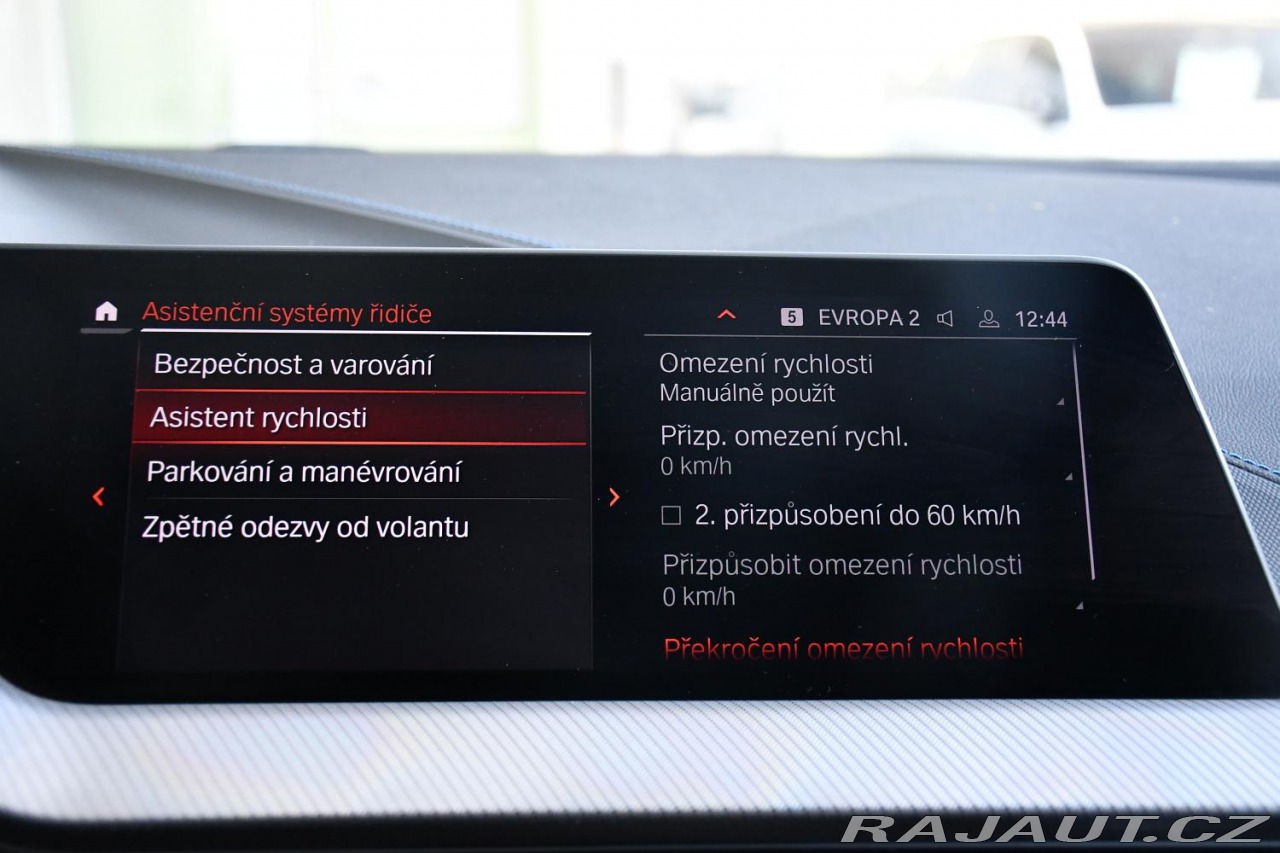 Asistenční systémy řidiče
5 EVROPA 2 12:44
Bezpečnost a varování
Asistent rychlosti
Parkování a manévrování
Zpětné odezvy od volantu
Omezení rychlosti
Manuálně použít
Přizp. omezení rychl.
0 km/h
2. přizpůsobení do 60 km/h
Přizpůsobit omezení rychlosti
0 km/h
Překročení omezení rychlosti
RAJAUT.CZ